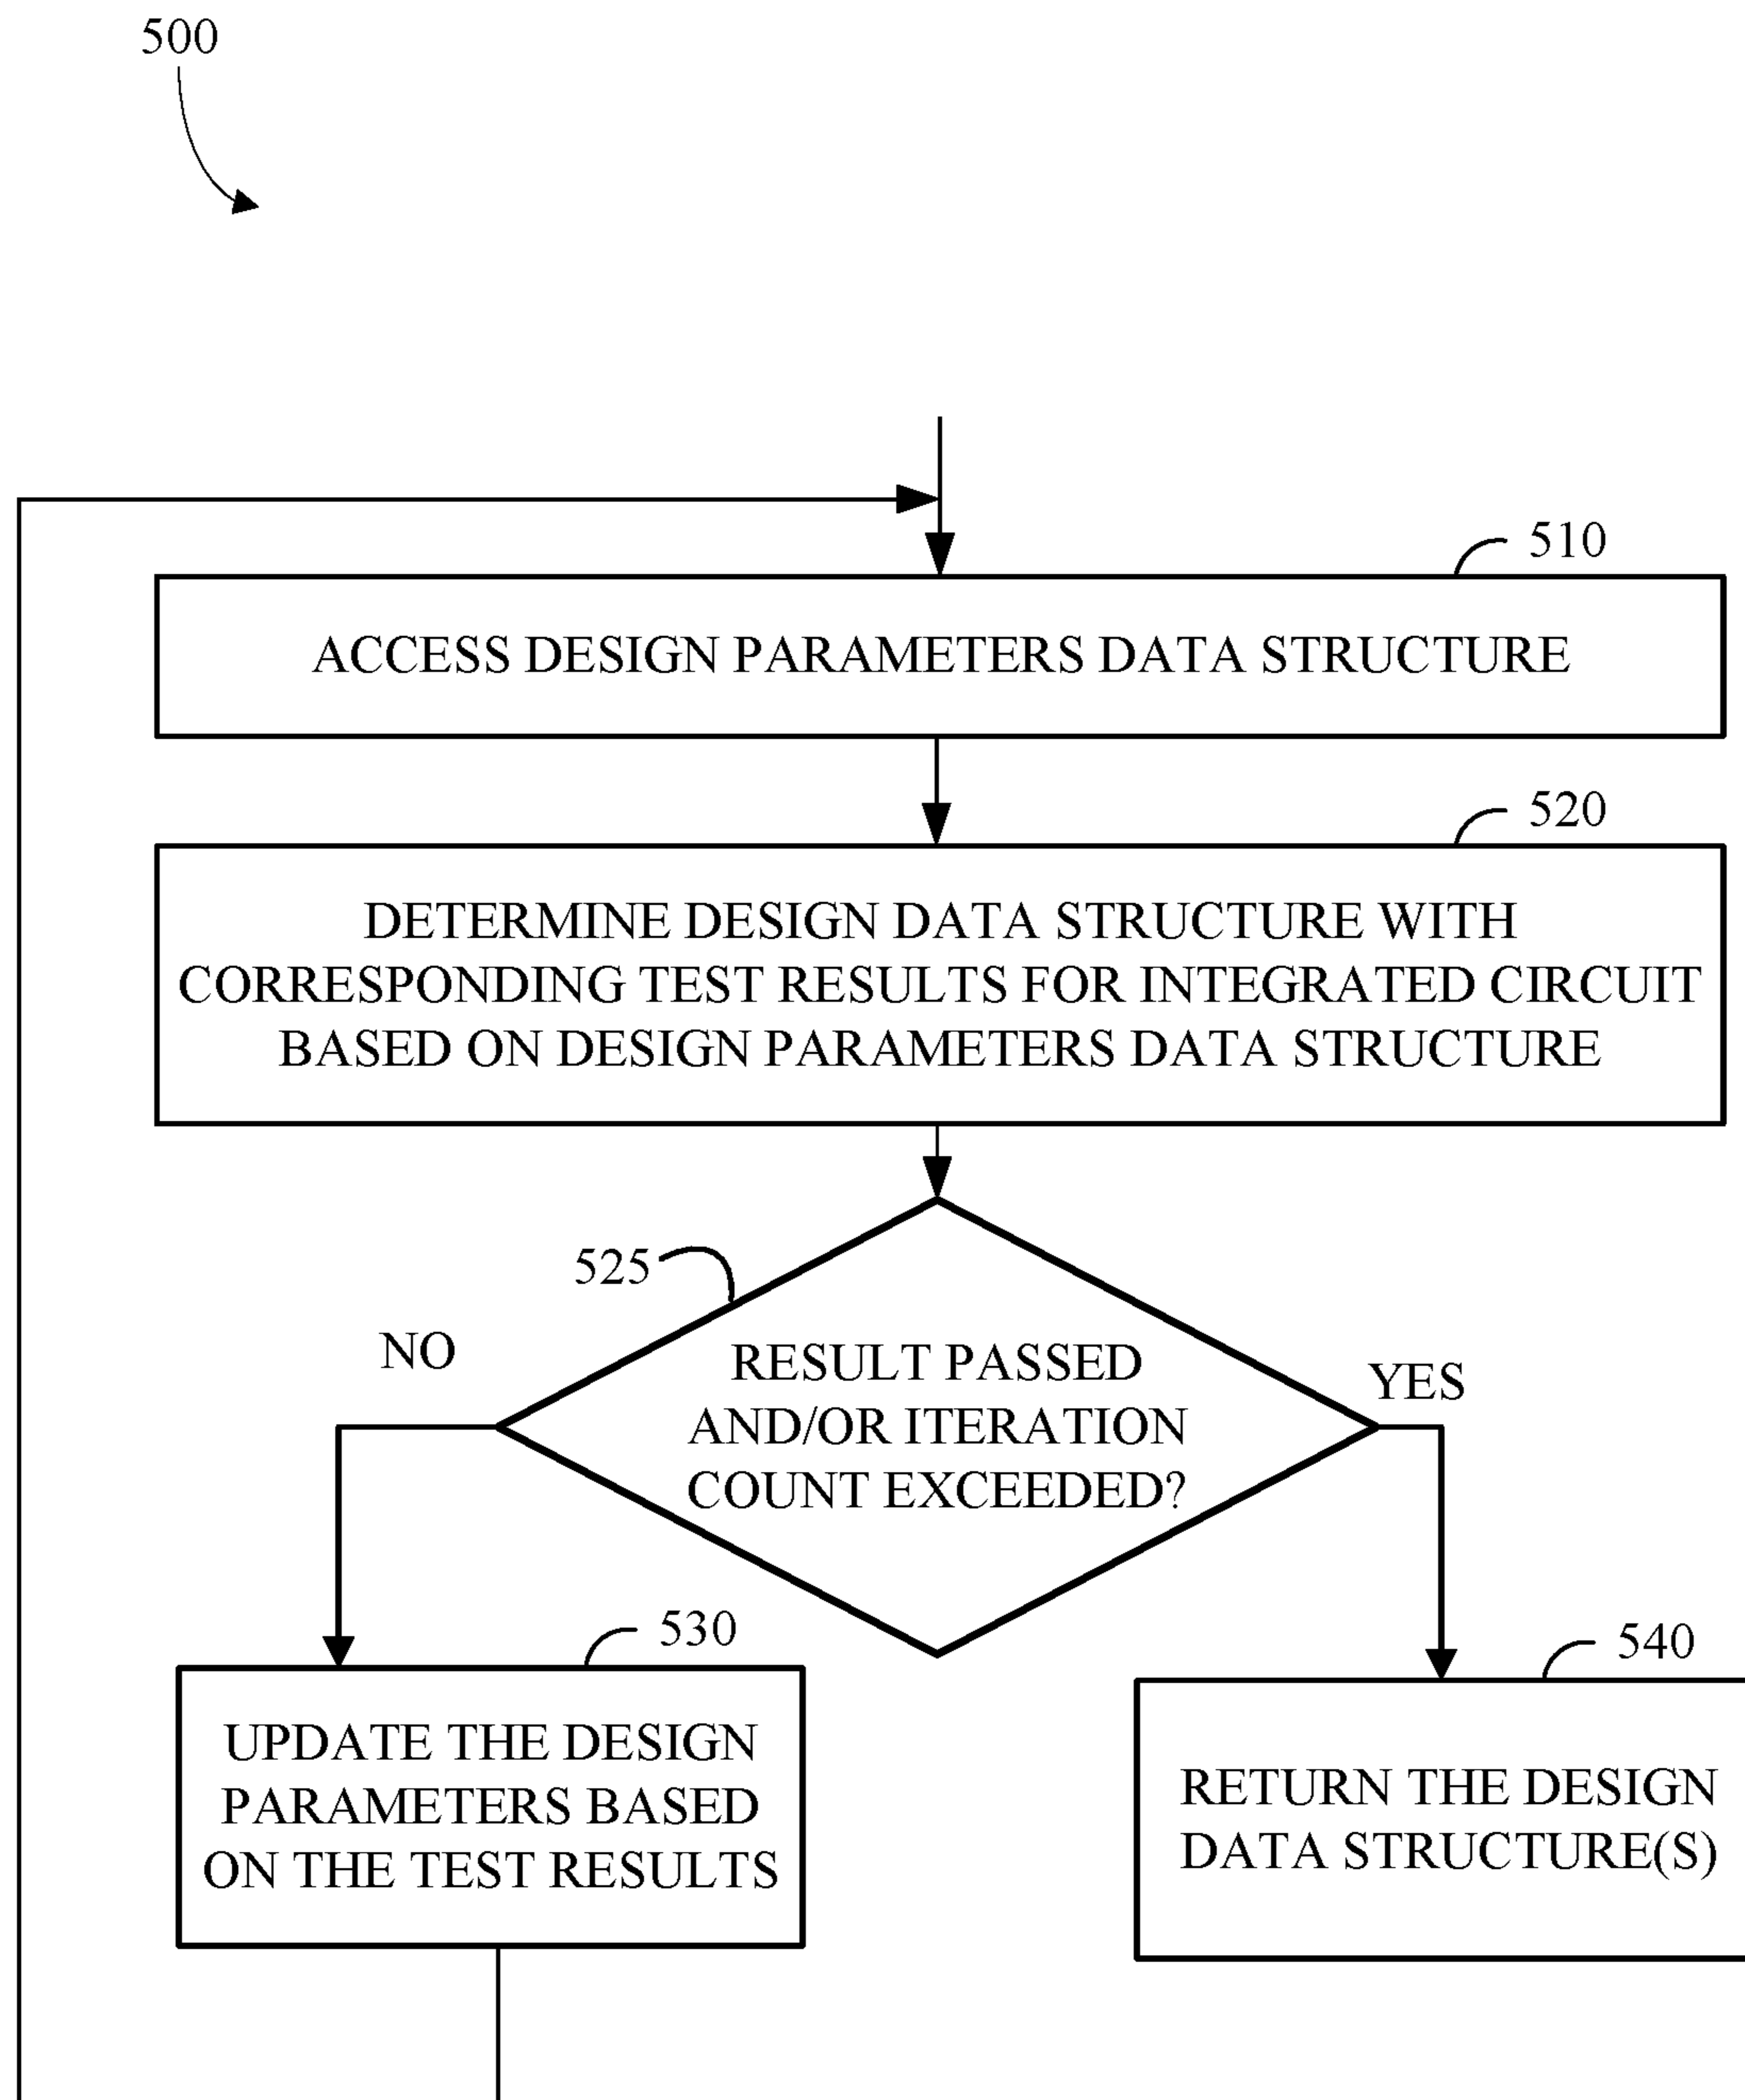 500
510
ACCESS DESIGN PARAMETERS DATA STRUCTURE
520
DETERMINE DESIGN DATA STRUCTURE WITH
CORRESPONDING TEST RESULTS FOR INTEGRATED CIRCUIT
BASED ON DESIGN PARAMETERS DATA STRUCTURE
525
NO
RESULT PASSED
AND/OR ITERATION
COUNT EXCEEDED?
YES
530
UPDATE THE DESIGN
PARAMETERS BASED
ON THE TEST RESULTS
540
RETURN THE DESIGN
DATA STRUCTURE(S)